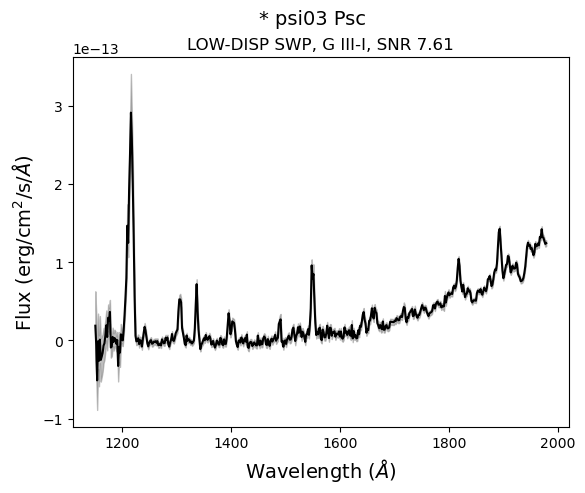 * psi03 Psc
LOW-DISP SWP, G III-I, SNR 7.61
1e−13
3
2
1
0
−1
Flux (erg/cm²/s/Å)
1200 1400 1600 1800 2000
Wavelength (Å)